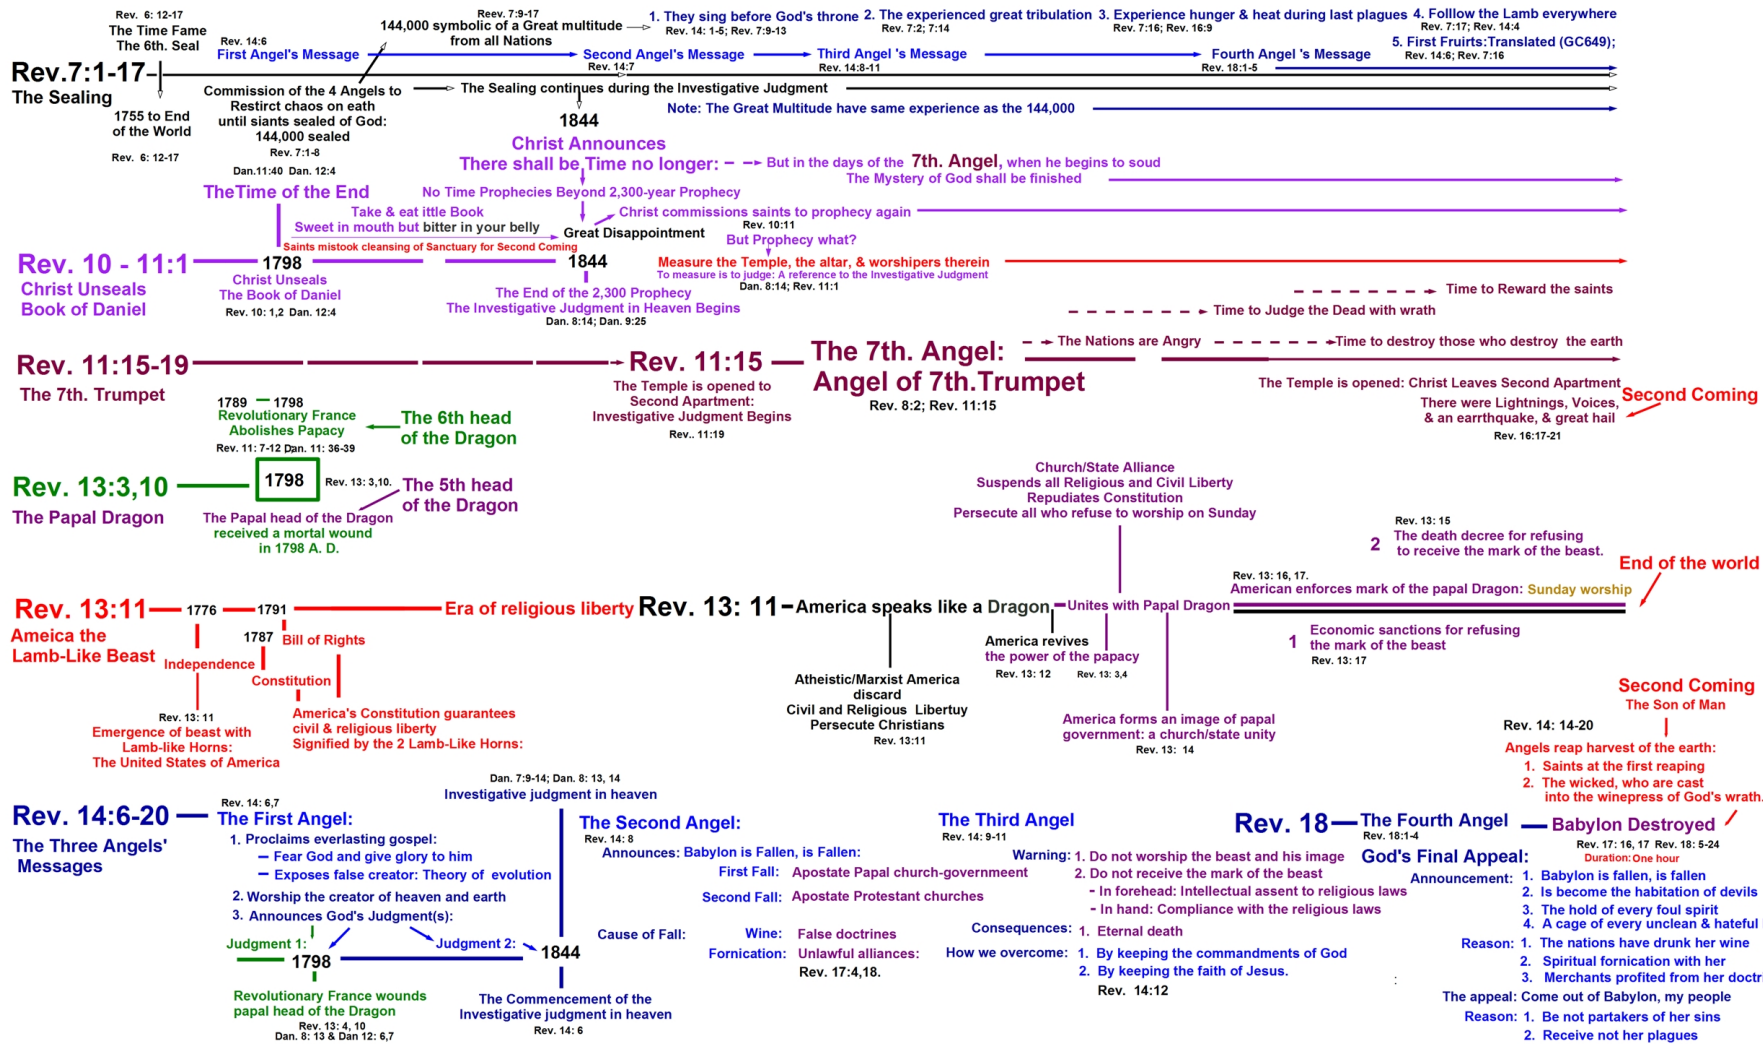 Rev. 6: 12-17
The Time Fame
The 6th. Seal
Rev.7:1-17
The Sealing
1755 to End
of the World
Rev. 6: 12-17
Rev. 14:6
First Angel's Message
Reev. 7:9-17
144,000 symbolic of a Great multitude
from all Nations
1. They sing before God's throne
Rev. 14: 1-5; Rev. 7:9-13
2. The experienced great tribulation
Rev. 7:2; 7:14
3. Experience hunger & heat during last plagues
Rev. 7:16; Rev. 16:9
4. Folllow the Lamb everywhere
Rev. 7:17; Rev. 14:4
5. First Fruirts:Translated (GC649);
Rev. 14:6; Rev. 7:16
Second Angel's Message
Rev. 14:7
Third Angel 's Message
Rev. 14:8-11
Fourth Angel 's Message
Rev. 18:1-5
Commission of the 4 Angels to
Restirct chaos on eath
until siants sealed of God:
144,000 sealed
Rev. 7:1-8
The Sealing continues during the Investigative Judgment
Note: The Great Multitude have same experience as the 144,000
1844
Christ Announces
There shall be Time no longer:
But in the days of the 7th. Angel, when he begins to soud
The Mystery of God shall be finished
Dan.11:40 Dan. 12:4
TheTime of the End
No Time Prophecies Beyond 2,300-year Prophecy
Take & eat ittle Book
Sweet in mouth but bitter in your belly
Christ commissions saints to prophecy again
Rev. 10:11
Great Disappointment
But Prophecy what?
Saints mistook cleansing of Sanctuary for Second Coming
Rev. 10 - 11:1
Christ Unseals
Book of Daniel
1798
Christ Unseals
The Book of Daniel
Rev. 10: 1,2 Dan. 12:4
1844
The End of the 2,300 Prophecy
The Investigative Judgment in Heaven Begins
Dan. 8:14; Dan. 9:25
Measure the Temple, the altar, & worshipers therein
To measure is to judge: A reference to the Investigative Judgment
Dan. 8:14; Rev. 11:1
Time to Reward the saints
Time to Judge the Dead with wrath
The Nations are Angry
Time to destroy those who destroy the earth
Rev. 11:15-19
The 7th. Trumpet
Rev. 11:15
The Temple is opened to
Second Apartment:
Investigative Judgment Begins
Rev.. 11:19
The 7th. Angel:
Angel of 7th.Trumpet
Rev. 8:2; Rev. 11:15
The Temple is opened: Christ Leaves Second Apartment
There were Lightnings, Voices,
& an earrthquake, & great hail
Rev. 16:17-21
Second Coming
1789 – 1798
Revolutionary France
Abolishes Papacy
Rev. 11: 7-12 Dan. 11: 36-39
The 6th head
of the Dragon
Rev. 13:3,10
The Papal Dragon
1798
Rev. 13: 3,10.
The 5th head
of the Dragon
The Papal head of the Dragon
received a mortal wound
in 1798 A. D.
Church/State Alliance
Suspends all Religious and Civil Liberty
Repudiates Constitution
Persecute all who refuse to worship on Sunday
Rev. 13: 15
2 The death decree for refusing
to receive the mark of the beast.
End of the world
Rev. 13:11
Ameica the
Lamb-Like Beast
1776
1791
Era of religious liberty
Rev. 13: 11
America speaks like a Dragon
Unites with Papal Dragon
Rev. 13: 16, 17.
American enforces mark of the papal Dragon: Sunday worship
1787
Bill of Rights
Independence
Constitution
Rev. 13: 11
Emergence of beast with
Lamb-like Horns:
The United States of America
America's Constitution guarantees
civil & religious liberty
Signified by the 2 Lamb-Like Horns:
Atheistic/Marxist America
discard
Civil and Religious Libertuy
Persecute Christians
Rev. 13:11
America revives
the power of the papacy
Rev. 13: 12
Rev. 13: 3,4
America forms an image of papal
government: a church/state unity
Rev. 13: 14
1 Economic sanctions for refusing
the mark of the beast
Rev. 13: 17
Second Coming
The Son of Man
Rev. 14: 14-20
Angels reap harvest of the earth:
1. Saints at the first reaping
2. The wicked, who are cast
into the winepress of God's wrath.
Rev. 14:6-20
The Three Angels'
Messages
Rev. 14: 6,7
The First Angel:
1. Proclaims everlasting gospel:
– Fear God and give glory to him
– Exposes false creator: Theory of evolution
2. Worship the creator of heaven and earth
3. Announces God's Judgment(s):
Judgment 1:
Judgment 2:
1798
1844
Revolutionary France wounds
papal head of the Dragon
Rev. 13: 4, 10
Dan. 8: 13 & Dan 12: 6,7
Dan. 7:9-14; Dan. 8: 13, 14
Investigative judgment in heaven
The Commencement of the
Investigative judgment in heaven
Rev. 14: 6
The Second Angel:
Rev. 14: 8
Announces: Babylon is Fallen, is Fallen:
First Fall: Apostate Papal church-government
Second Fall: Apostate Protestant churches
Cause of Fall: Wine: False doctrines
Fornication: Unlawful alliances:
Rev. 17:4,18.
The Third Angel
Rev. 14: 9-11
Warning: 1. Do not worship the beast and his image
2. Do not receive the mark of the beast
- In forehead: Intellectual assent to religious laws
- In hand: Compliance with the religious laws
Consequences: 1. Eternal death
How we overcome: 1. By keeping the commandments of God
2. By keeping the faith of Jesus.
Rev. 14:12
:
Rev. 18
The Fourth Angel
Rev. 18:1-4
God's Final Appeal:
Babylon Destroyed
Rev. 17: 16, 17 Rev. 18: 5-24
Duration: One hour
Announcement: 1. Babylon is fallen, is fallen
2. Is become the habitation of devils
3. The hold of every foul spirit
4. A cage of every unclean & hateful
Reason: 1. The nations have drunk her wine
2. Spiritual fornication with her
3. Merchants profited from her doctr
The appeal: Come out of Babylon, my people
Reason: 1. Be not partakers of her sins
2. Receive not her plagues